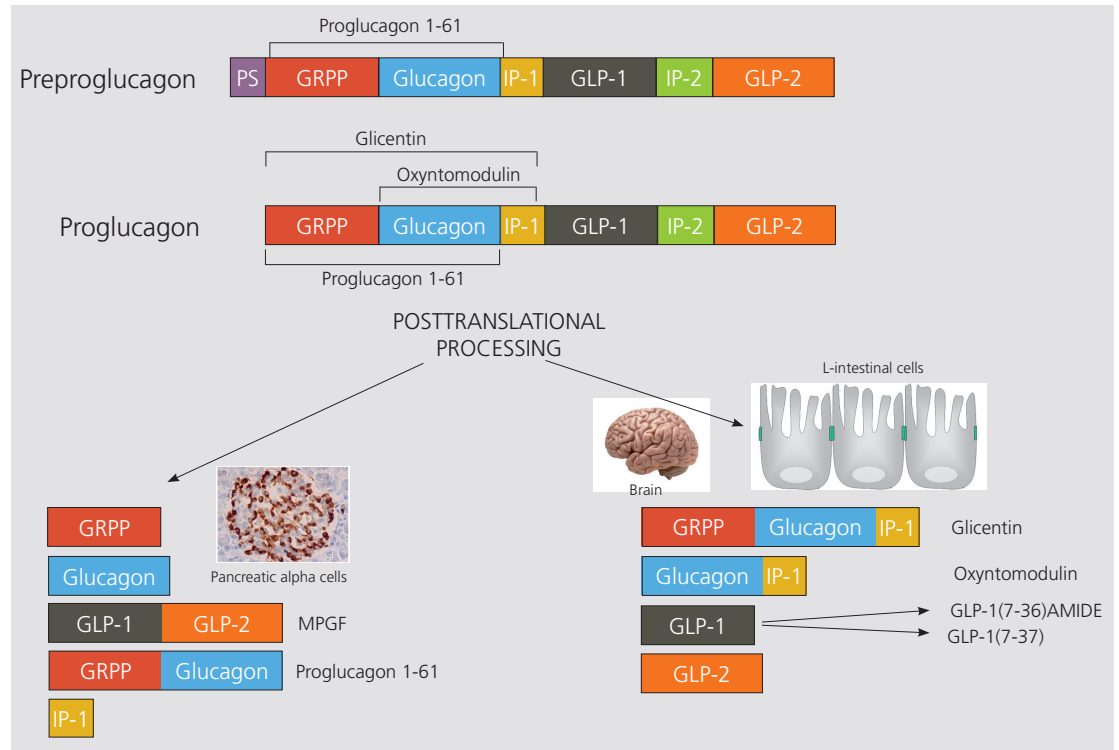 Proglucagon 1-61
Preproglucagon
PS GRPP Glucagon IP-1 GLP-1 IP-2 GLP-2
Glicentin
Oxyntomodulin
Proglucagon
GRPP Glucagon IP-1 GLP-1 IP-2 GLP-2
Proglucagon 1-61
POSTTRANSLATIONAL
PROCESSING
L-intestinal cells
Brain
Pancreatic alpha cells
GRPP
Glucagon
GLP-1 GLP-2 MPGF
GRPP Glucagon Proglucagon 1-61
IP-1
GRPP Glucagon IP-1 Glicentin
Glucagon IP-1 Oxyntomodulin
GLP-1
GLP-1(7-36)AMIDE
GLP-1(7-37)
GLP-2